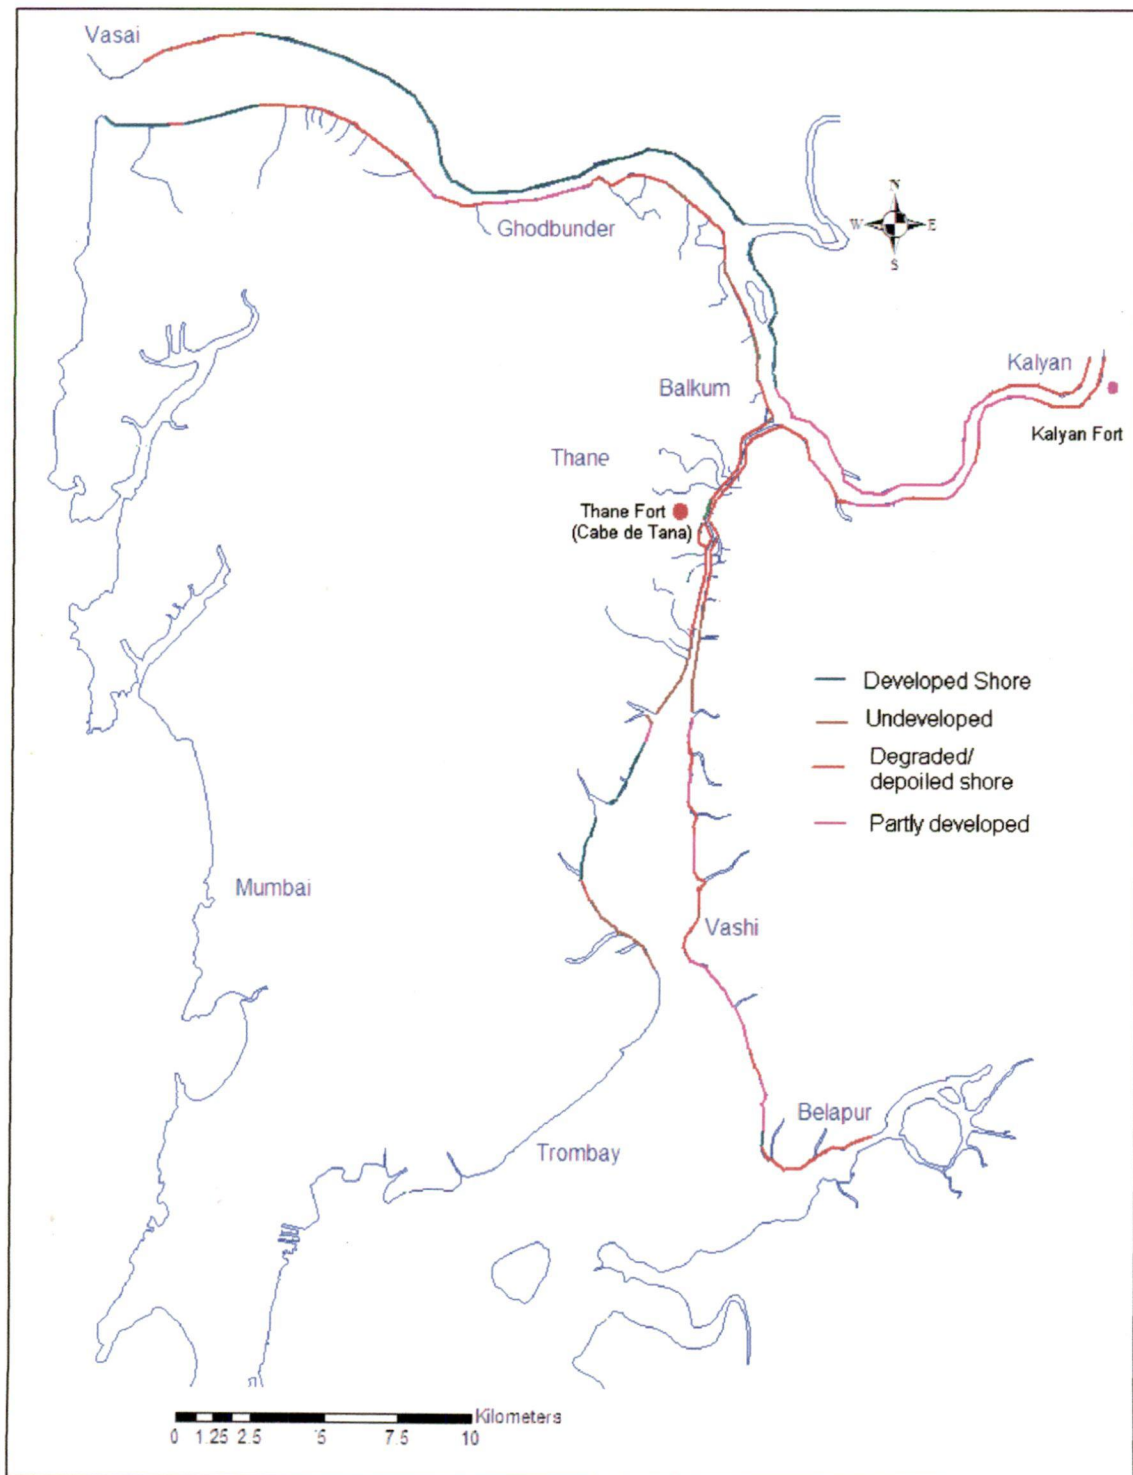 Vasai
N
W E
S
Ghodbunder
Kalyan
Balkum
Kalyan Fort
Thane
Thane Fort
(Cabe de Tana)
Developed Shore
Undeveloped
Degraded/
depoiled shore
Partly developed
Mumbai
Vashi
Belapur
Trombay
Kilometers
0 1.25 2.5 5 7.5 10